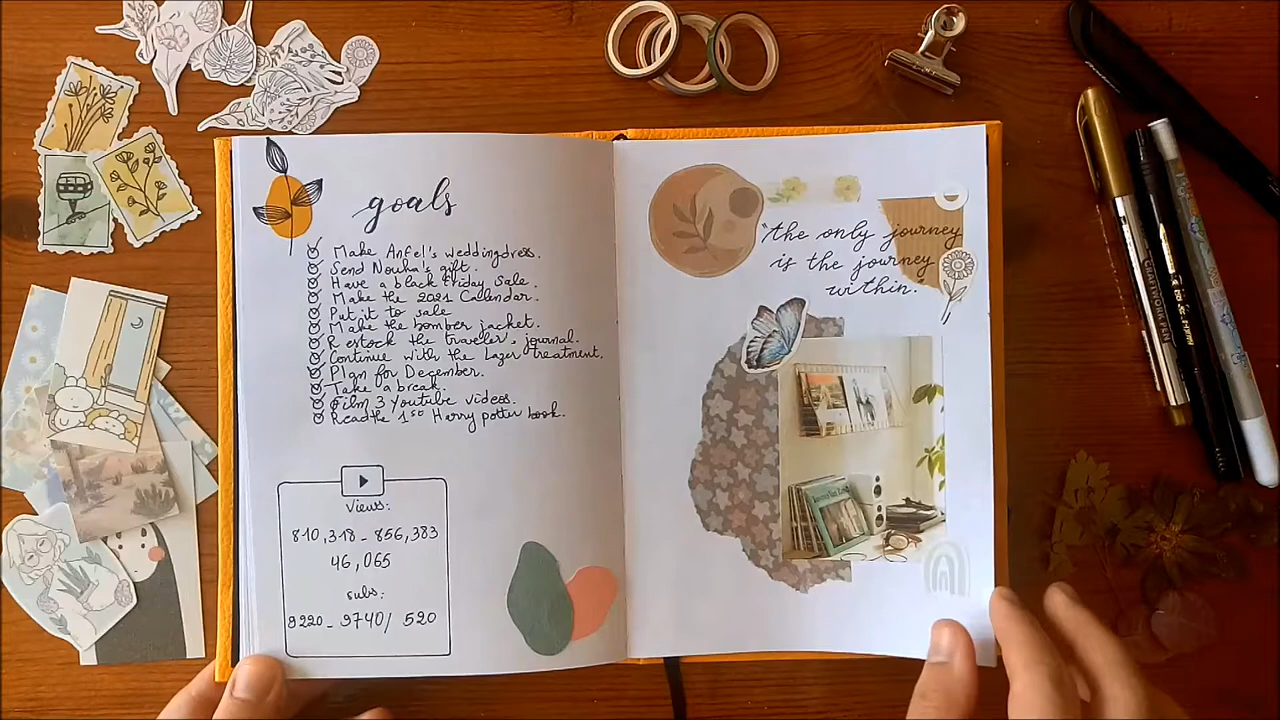 goals
Make Anfel's weddingdress.
Send Nouha's gift.
Have a black friday sale.
Make the 2021 Callendar.
Put it to sale
Make the bomber jacket.
Restock the traveler, journal.
Continue with the Lazer treatment.
Plan for December.
Take a break.
Film 3 Youtube videos.
Read the 1st Harry potter book.
Views:
810,318 - 856,383
46,065
subs:
9220 - 9740/ 520
"the only journey
is the journey
within.
CRAFTWORK PEN